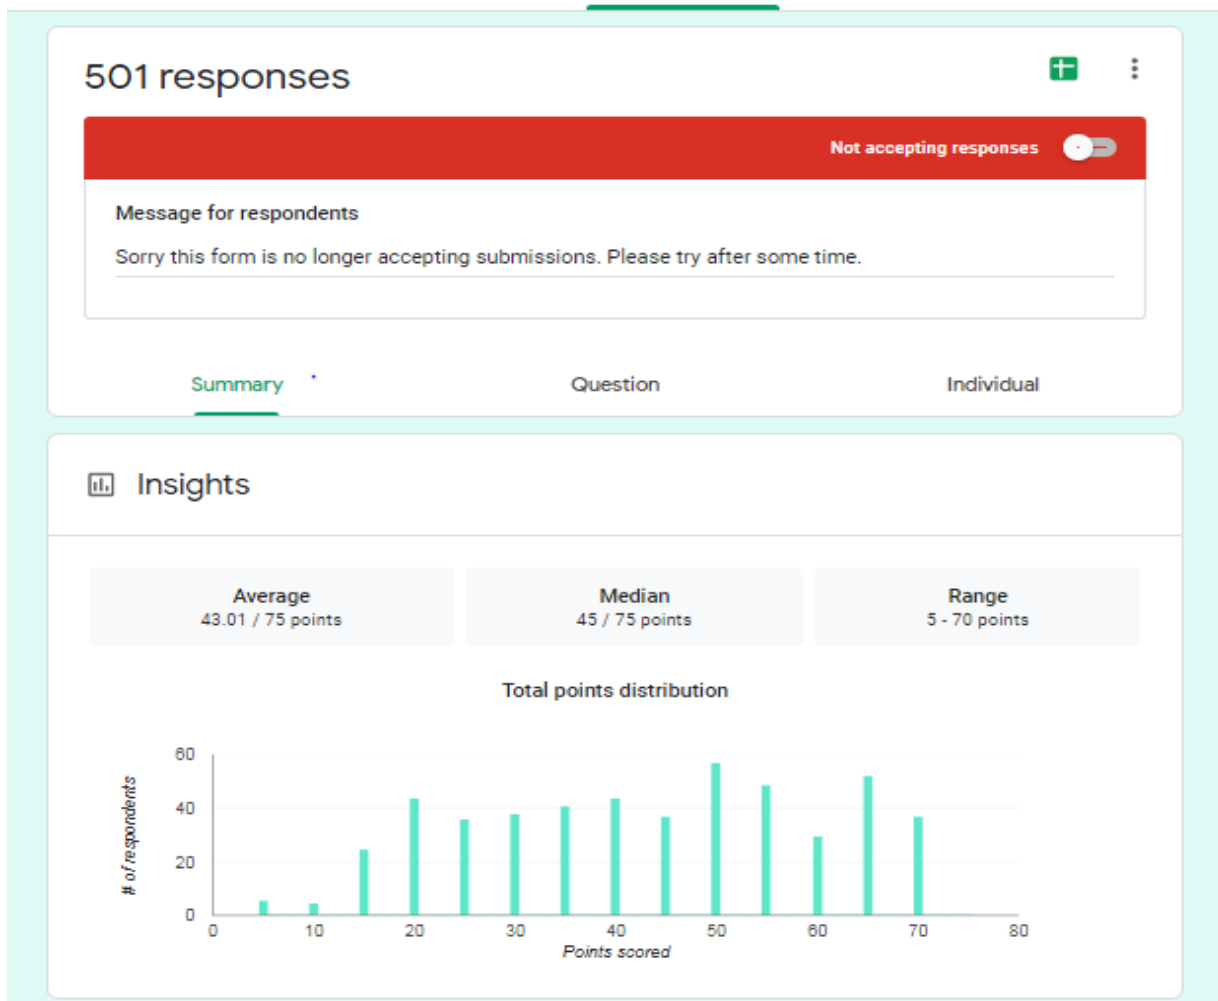 501 responses
Not accepting responses
Message for respondents
Sorry this form is no longer accepting submissions. Please try after some time.
Summary Question Individual
Insights
Average Median Range
43.01 / 75 points 45 / 75 points 5 - 70 points
Total points distribution
# of respondents
60
40
20
0
0 10 20 30 40 50 60 70 80
Points scored